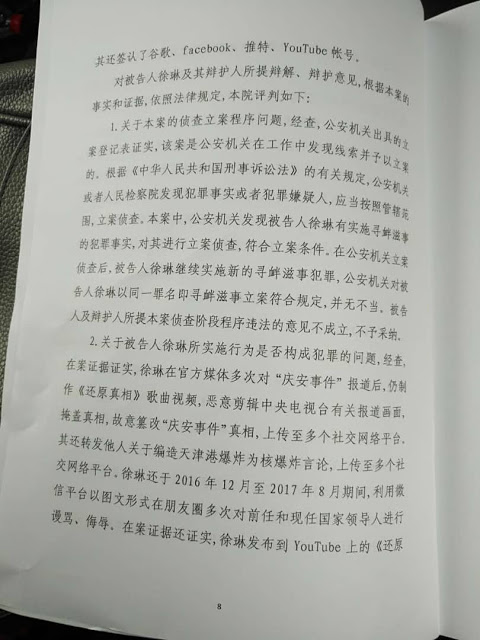 其还签认了谷歌、facebook、推特、YouTube 帐号。
对被告人徐琳及其辩护人所提辩解、辩护意见,根据本案的
事实和证据,依照法律规定,本院评判如下:
1.关于本案的侦查立案程序问题,经查,公安机关出具的立
案登记表证实,该案是公安机关在工作中发现线索并予以立案
的。根据《中华人民共和国刑事诉讼法》的有关规定,公安机关
或者人民检察院发现犯罪事实或者犯罪嫌疑人,应当按照管辖范
围,立案侦查。本案中,公安机关发现被告人徐琳有实施寻衅滋事
的犯罪事实,对其进行立案侦查,符合立案条件。在公安机关立案
侦查后,被告人徐琳继续实施新的寻衅滋事犯罪,公安机关对被
告人徐琳以同一罪名即寻衅滋事立案符合规定,并无不当。被告
人及辩护人所提本案侦查阶段程序违法的意见不成立,不予采纳。
2.关于被告人徐琳所实施行为是否构成犯罪的问题,经查,
在案证据证实,徐琳在官方媒体多次对“庆安事件”报道后,仍制
作《还原真相》歌曲视频,恶意剪辑中央电视台有关报道画面,
掩盖真相,故意篡改“庆安事件”真相,上传至多个社交网络平台。
其还转发他人关于编造天津港爆炸为核爆炸言论,上传至多个社
交网络平台。徐琳还于 2016 年 12 月至 2017 年 8 月期间,利用微
信平台以图文形式在朋友圈多次对前任和现任国家领导人进行
谩骂、侮辱。在案证据还证实,徐琳发布到 YouTube 上的《还原
8